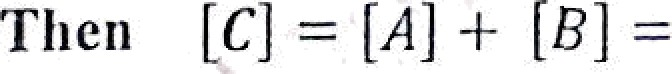 Then [C] = [A] + [B] =